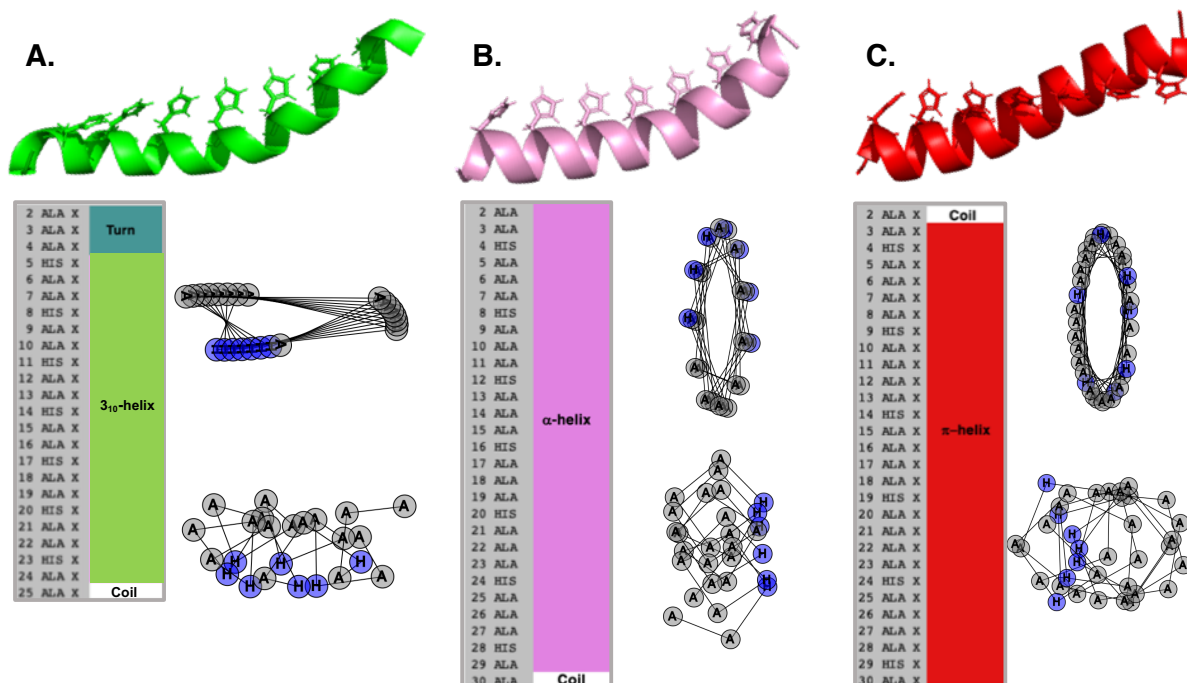 A.
2 ALA X
3 ALA X
4 ALA X
5 HIS X
6 ALA X
7 ALA X
8 HIS X
9 ALA X
10 ALA X
11 HIS X
12 ALA X
13 ALA X
14 HIS X
15 ALA X
16 ALA X
17 HIS X
18 ALA X
19 ALA X
20 HIS X
21 ALA X
22 ALA X
23 HIS X
24 ALA X
25 ALA X
Turn
3₁₀-helix
Coil
B.
2 ALA
3 ALA
4 HIS
5 ALA
6 ALA
7 ALA
8 HIS
9 ALA
10 ALA
11 ALA
12 HIS
13 ALA
14 ALA
15 ALA
16 HIS
17 ALA
18 ALA
19 ALA
20 HIS
21 ALA
22 ALA
23 ALA
24 HIS
25 ALA
26 ALA
27 ALA
28 HIS
29 ALA
30 ALA
α-helix
Coil
C.
2 ALA X
3 ALA X
4 HIS X
5 ALA X
6 ALA X
7 ALA X
8 ALA X
9 HIS X
10 ALA X
11 ALA X
12 ALA X
13 ALA X
14 HIS X
15 ALA X
16 ALA X
17 ALA X
18 ALA X
19 HIS X
20 ALA X
21 ALA X
22 ALA X
23 ALA X
24 HIS X
25 ALA X
26 ALA X
27 ALA X
28 ALA X
29 HIS X
30 ALA X
Coil
π–helix